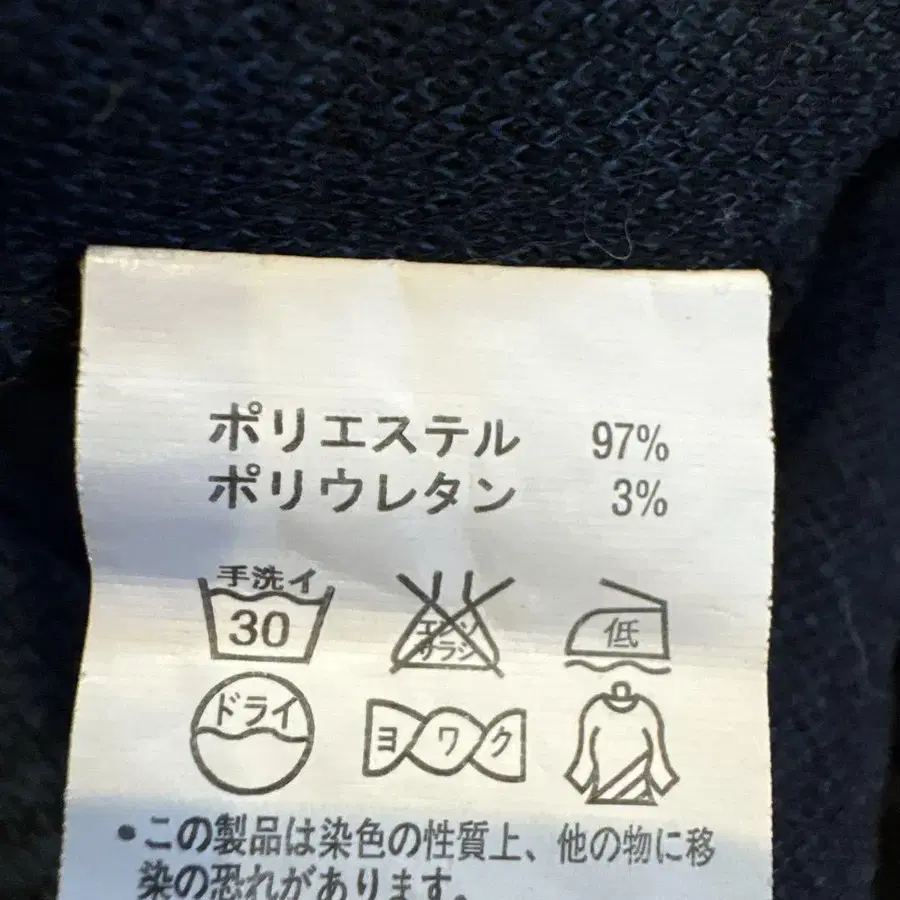 ポリエステル 97%
ポリウレタン 3%
手洗イ
30
エンソ
サラシ
低
ドライ
ヨワク
•この製品は染色の性質上、他の物に移
染の恐れがあります。